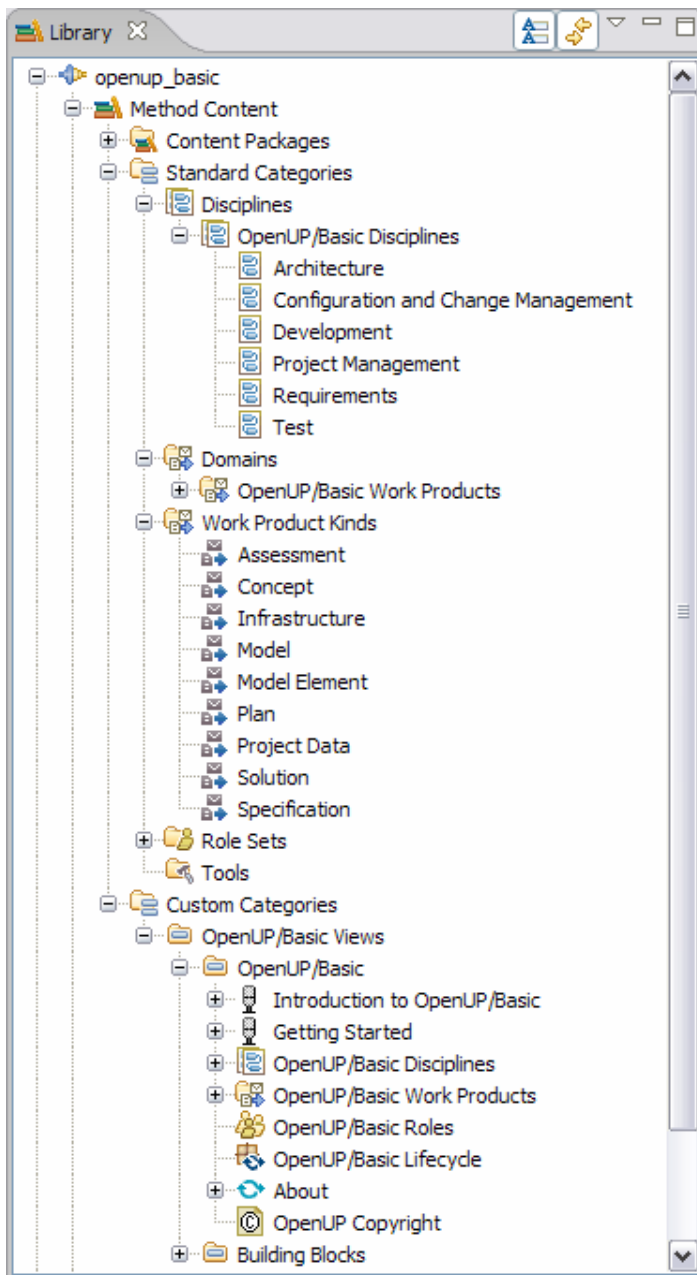 Library
openup_basic
Method Content
Content Packages
Standard Categories
Disciplines
OpenUP/Basic Disciplines
Architecture
Configuration and Change Management
Development
Project Management
Requirements
Test
Domains
OpenUP/Basic Work Products
Work Product Kinds
Assessment
Concept
Infrastructure
Model
Model Element
Plan
Project Data
Solution
Specification
Role Sets
Tools
Custom Categories
OpenUP/Basic Views
OpenUP/Basic
Introduction to OpenUP/Basic
Getting Started
OpenUP/Basic Disciplines
OpenUP/Basic Work Products
OpenUP/Basic Roles
OpenUP/Basic Lifecycle
About
OpenUP Copyright
Building Blocks